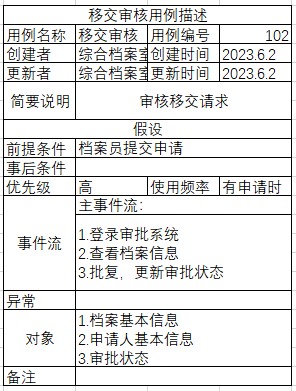 移交审核用例描述
用例名称 移交审核 用例编号 102
创建者 综合档案室 创建时间 2023.6.2
更新者 综合档案室 更新时间 2023.6.2
简要说明 审核移交请求
假设
前提条件 档案员提交申请
事后条件
优先级 高 使用频率 有申请时
主事件流：
事件流
1.登录审批系统
2.查看档案信息
3.批复，更新审批状态
异常
对象
1.档案基本信息
2.申请人基本信息
3.审批状态
备注